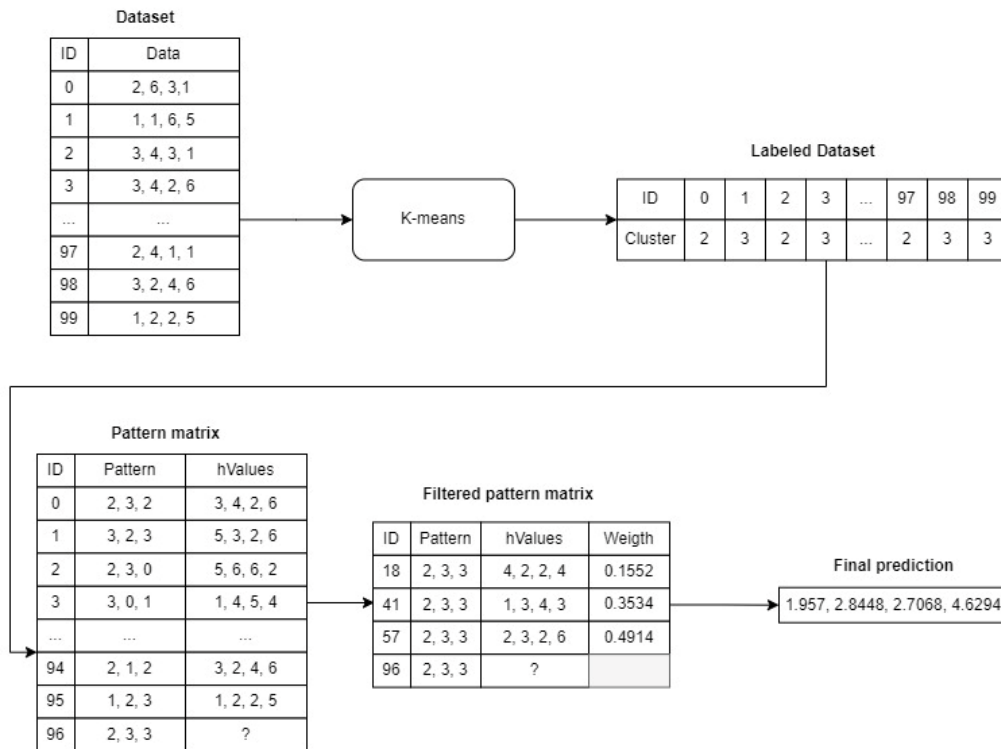 Dataset
ID Data
0 2, 6, 3,1
1 1, 1, 6, 5
2 3, 4, 3, 1
3 3, 4, 2, 6
... ...
97 2, 4, 1, 1
98 3, 2, 4, 6
99 1, 2, 2, 5
K-means
Labeled Dataset
ID 0 1 2 3 ... 97 98 99
Cluster 2 3 2 3 ... 2 3 3
Pattern matrix
ID Pattern hValues
0 2, 3, 2 3, 4, 2, 6
1 3, 2, 3 5, 3, 2, 6
2 2, 3, 0 5, 6, 6, 2
3 3, 0, 1 1, 4, 5, 4
... ... ...
94 2, 1, 2 3, 2, 4, 6
95 1, 2, 3 1, 2, 2, 5
96 2, 3, 3 ?
Filtered pattern matrix
ID Pattern hValues Weigth
18 2, 3, 3 4, 2, 2, 4 0.1552
41 2, 3, 3 1, 3, 4, 3 0.3534
57 2, 3, 3 2, 3, 2, 6 0.4914
96 2, 3, 3 ?
Final prediction
1.957, 2.8448, 2.7068, 4.6294